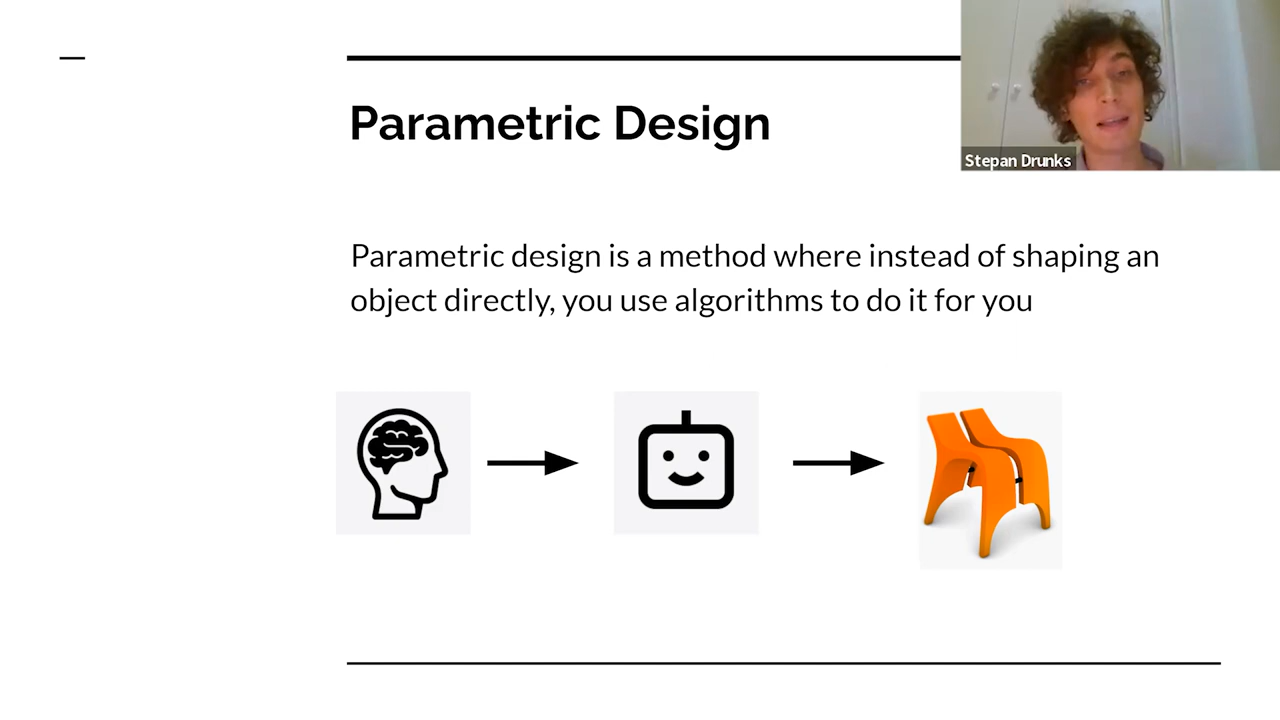 Parametric Design
Stepan Drunks
Parametric design is a method where instead of shaping an
object directly, you use algorithms to do it for you